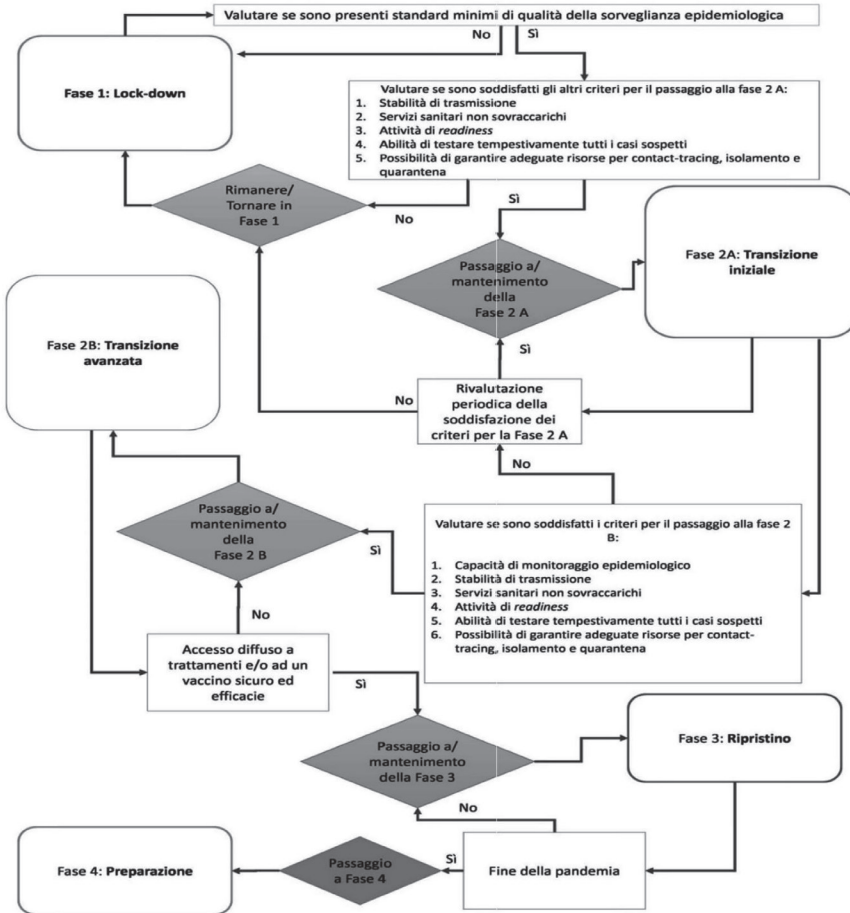 Valutare se sono presenti standard minimi di qualità della sorveglianza epidemiologica
No
Sì
Fase 1: Lock-down
Valutare se sono soddisfatti gli altri criteri per il passaggio alla fase 2 A:
1. Stabilità di trasmissione
2. Servizi sanitari non sovraccarichi
3. Attività di readiness
4. Abilità di testare tempestivamente tutti i casi sospetti
5. Possibilità di garantire adeguate risorse per contact-tracing, isolamento e
quarantena
Rimanere/
Tornare in
Fase 1
No
Sì
Passaggio a/
mantenimento
della
Fase 2 A
Fase 2A: Transizione
iniziale
Fase 2B: Transizione
avanzata
Sì
No
Rivalutazione
periodica della
soddisfazione dei
criteri per la Fase 2 A
No
Passaggio a/
mantenimento
della
Fase 2 B
Sì
Valutare se sono soddisfatti i criteri per il passaggio alla fase 2
B:
1. Capacità di monitoraggio epidemiologico
2. Stabilità di trasmissione
3. Servizi sanitari non sovraccarichi
4. Attività di readiness
5. Abilità di testare tempestivamente tutti i casi sospetti
6. Possibilità di garantire adeguate risorse per contact-
tracing, isolamento e quarantena
No
Accesso diffuso a
trattamenti e/o ad un
vaccino sicuro ed
efficacie
Sì
Passaggio a/
mantenimento
della Fase 3
Fase 3: Ripristino
No
Fase 4: Preparazione
Passaggio
a Fase 4
Sì
Fine della pandemia